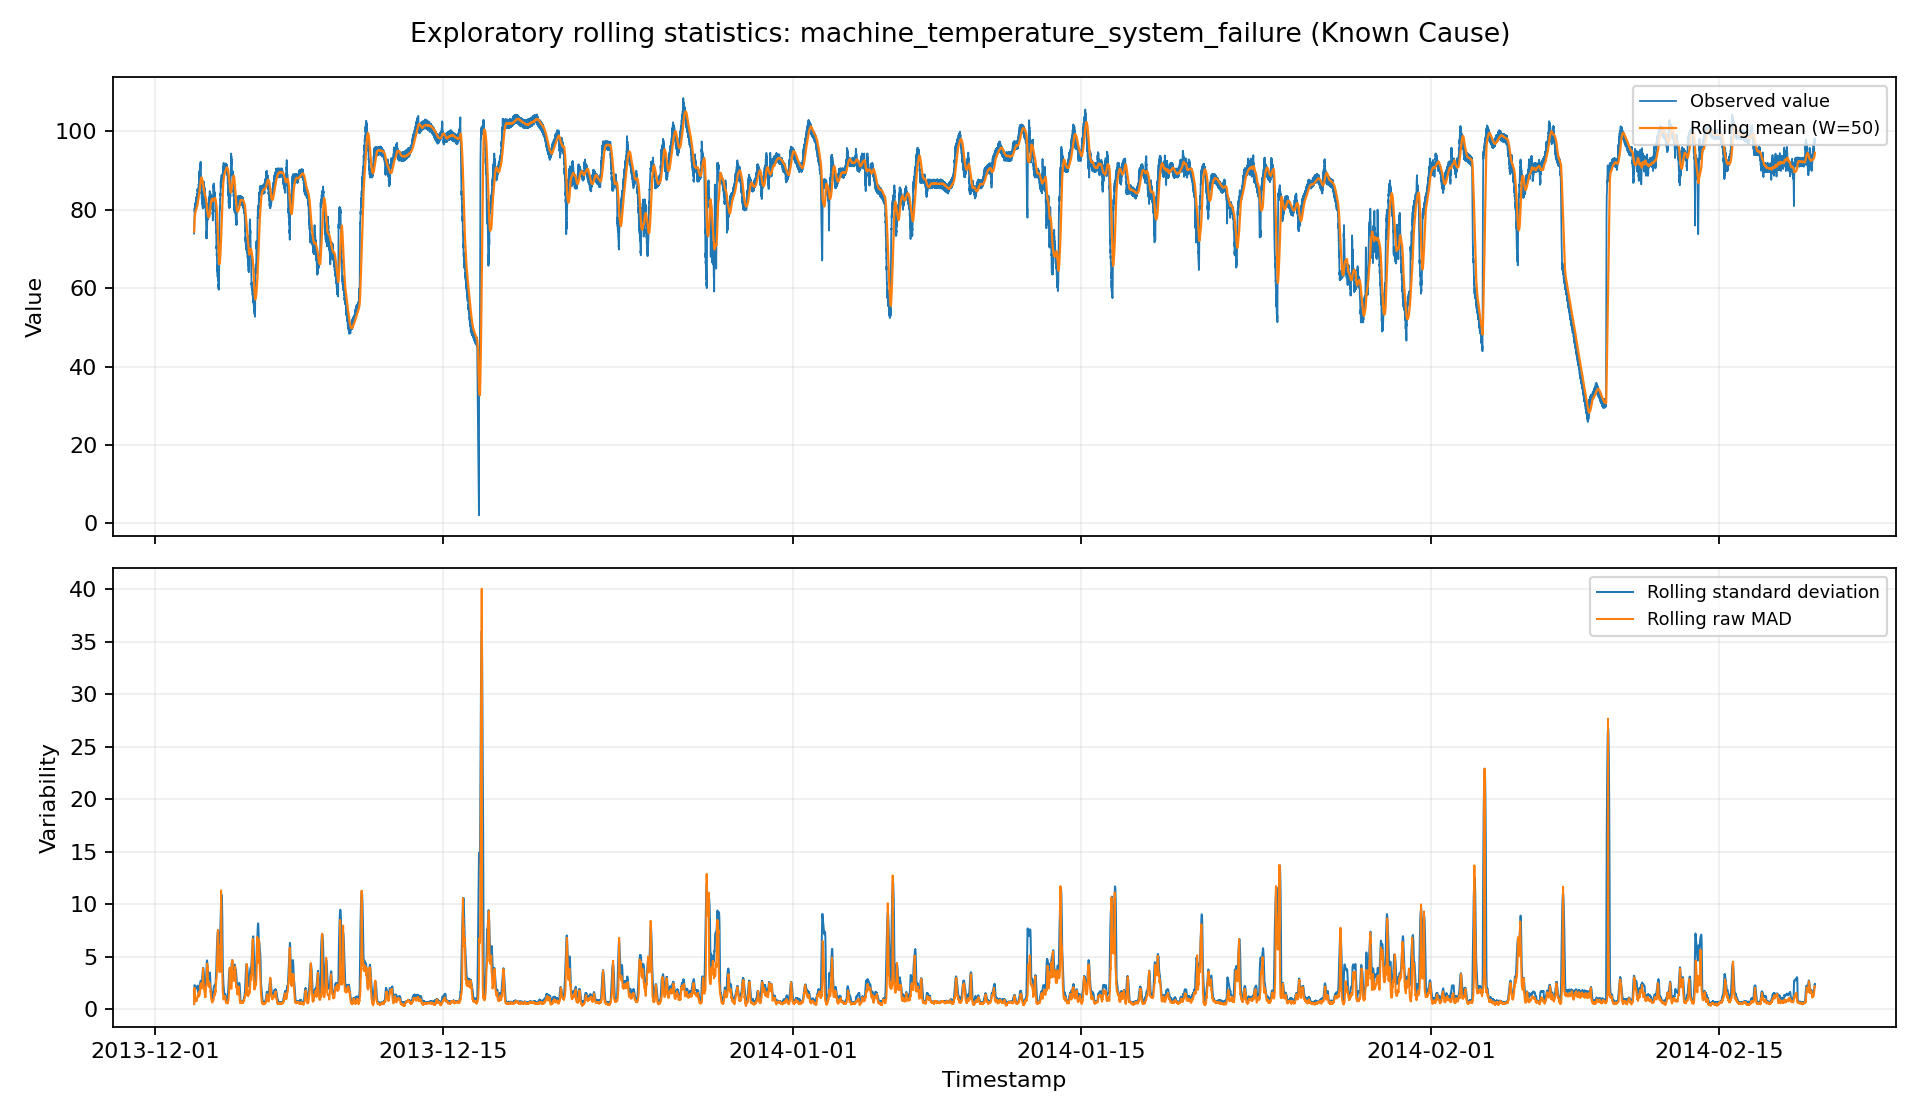 Exploratory rolling statistics: machine_temperature_system_failure (Known Cause)
Observed value
Rolling mean (W=50)
100
80
60
40
20
0
Value
Rolling standard deviation
Rolling raw MAD
40
35
30
25
20
15
10
5
0
Variability
2013-12-01
2013-12-15
2014-01-01
2014-01-15
2014-02-01
2014-02-15
Timestamp